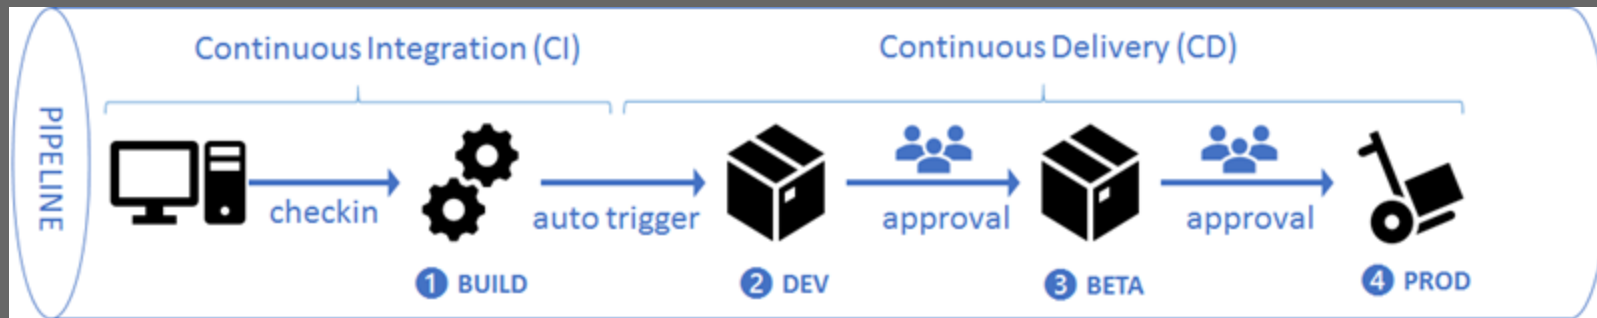 PIPELINE
Continuous Integration (CI)
Continuous Delivery (CD)
checkin
auto trigger
approval
approval
1 BUILD
2 DEV
3 BETA
4 PROD